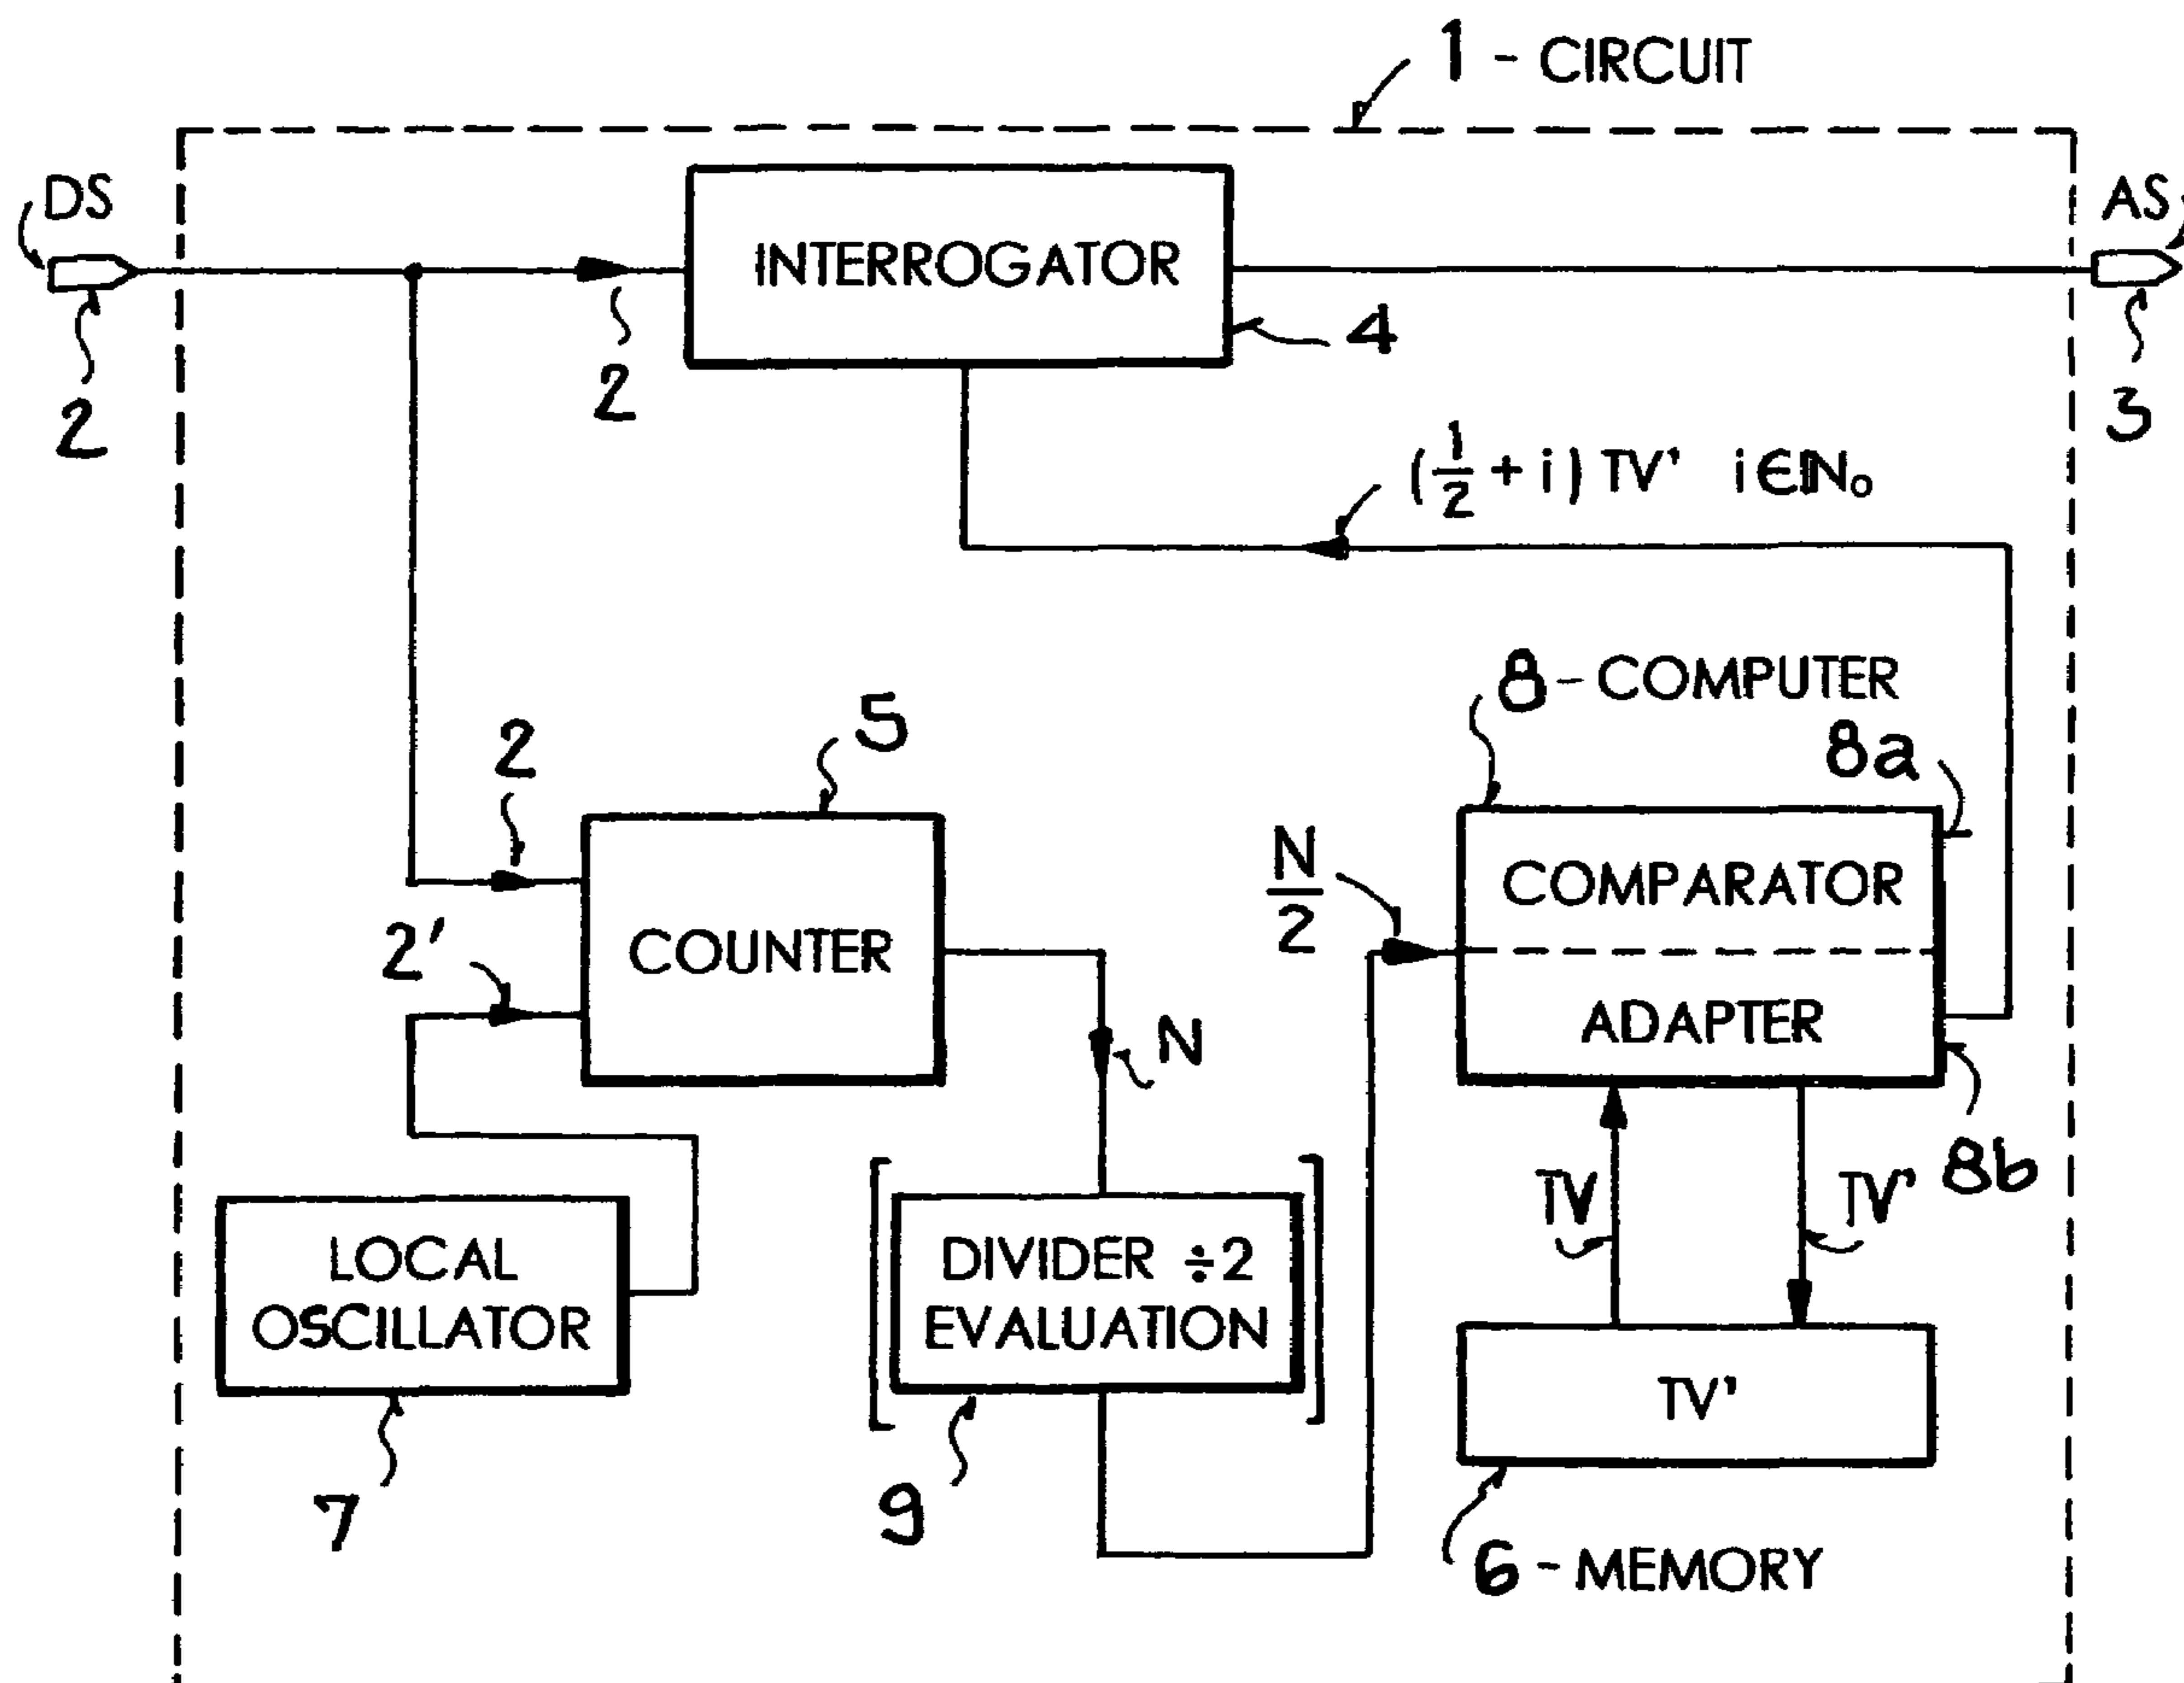 1 - CIRCUIT
DS
AS
INTERROGATOR
2
2
4
3
(1/2 + i) TV' i∈ℕ₀
8 - COMPUTER
8a
5
2
N/2
COMPARATOR
2'
COUNTER
ADAPTER
N
8b
TV
TV'
LOCAL
OSCILLATOR
DIVIDER ÷2
EVALUATION
TV'
7
9
6 - MEMORY